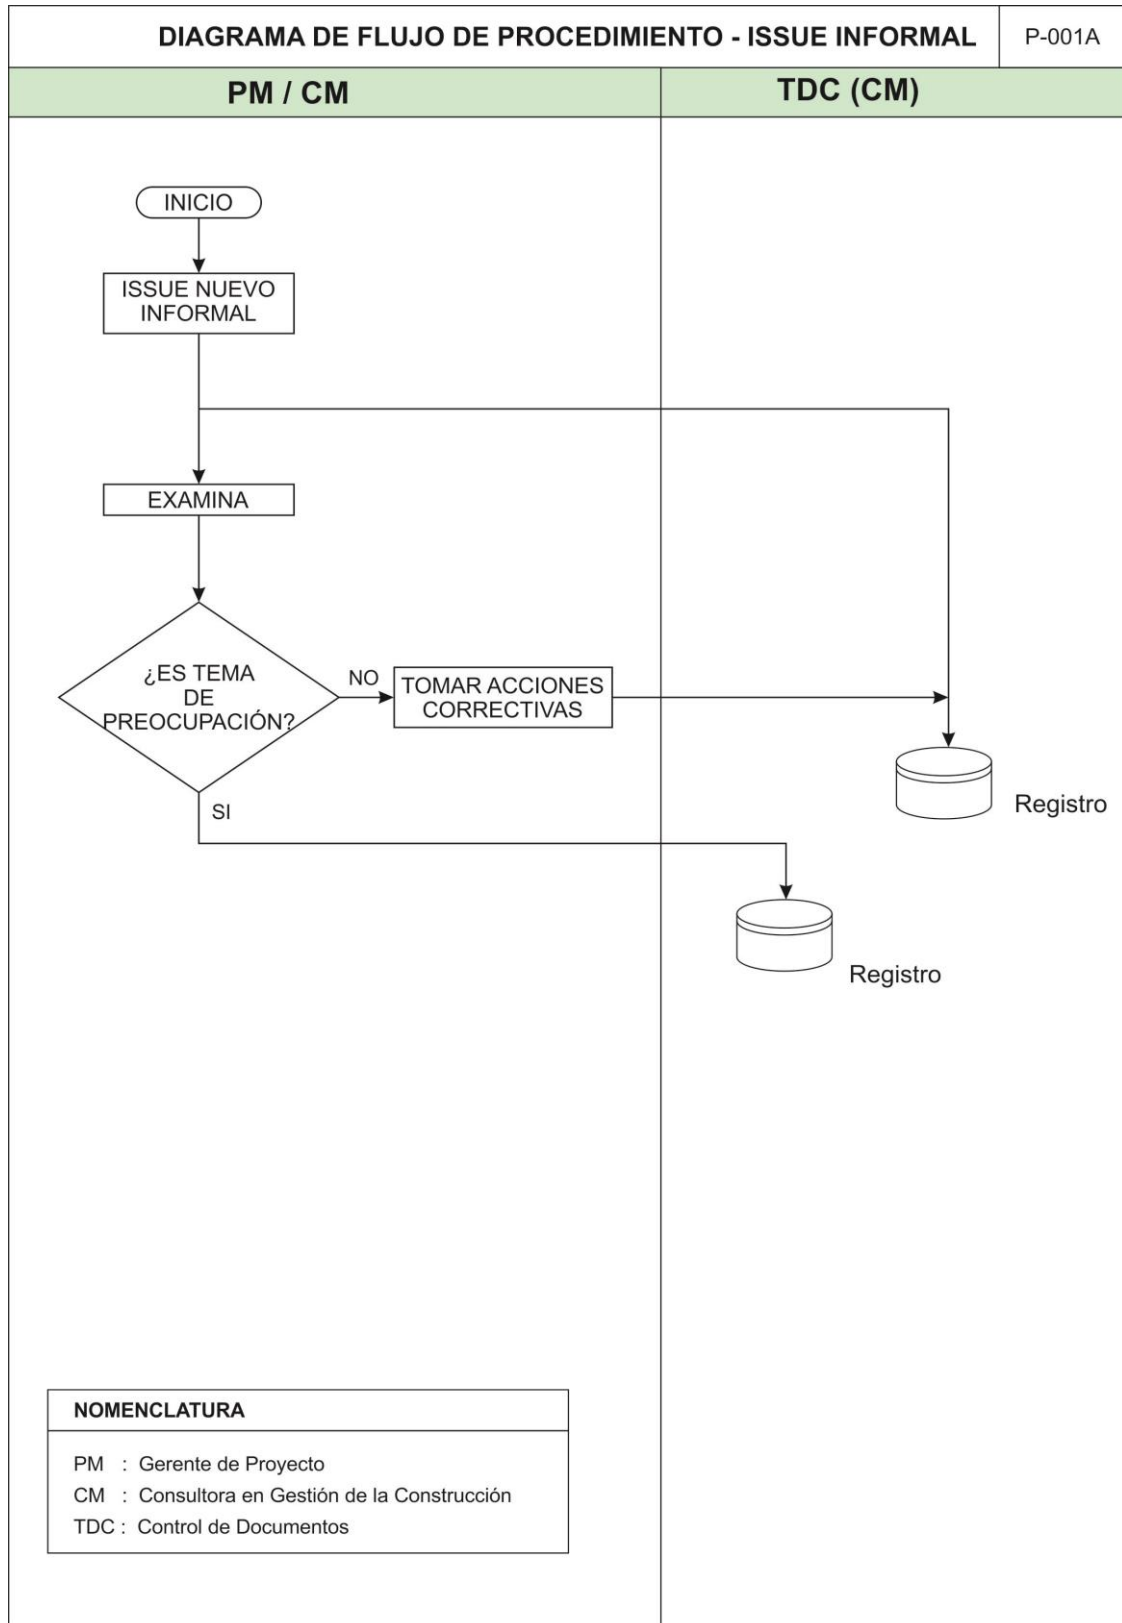 DIAGRAMA DE FLUJO DE PROCEDIMIENTO - ISSUE INFORMAL
P-001A
PM / CM
TDC (CM)
INICIO
ISSUE NUEVO
INFORMAL
EXAMINA
¿ES TEMA
DE
PREOCUPACIÓN?
NO
TOMAR ACCIONES
CORRECTIVAS
SI
Registro
Registro
NOMENCLATURA
PM : Gerente de Proyecto
CM : Consultora en Gestión de la Construcción
TDC : Control de Documentos